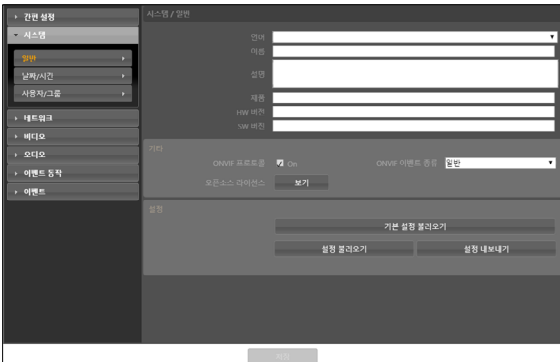 간편 설정
시스템
일반
날짜/시간
사용자/그룹
네트워크
비디오
오디오
이벤트 동작
이벤트
시스템 / 일반
언어
이름
설명
제품
HW 버전
SW 버전
기타
ONVIF 프로토콜 On ONVIF 이벤트 종류 일반
오픈소스 라이선스 보기
설정
기본 설정 불러오기
설정 불러오기 설정 내보내기